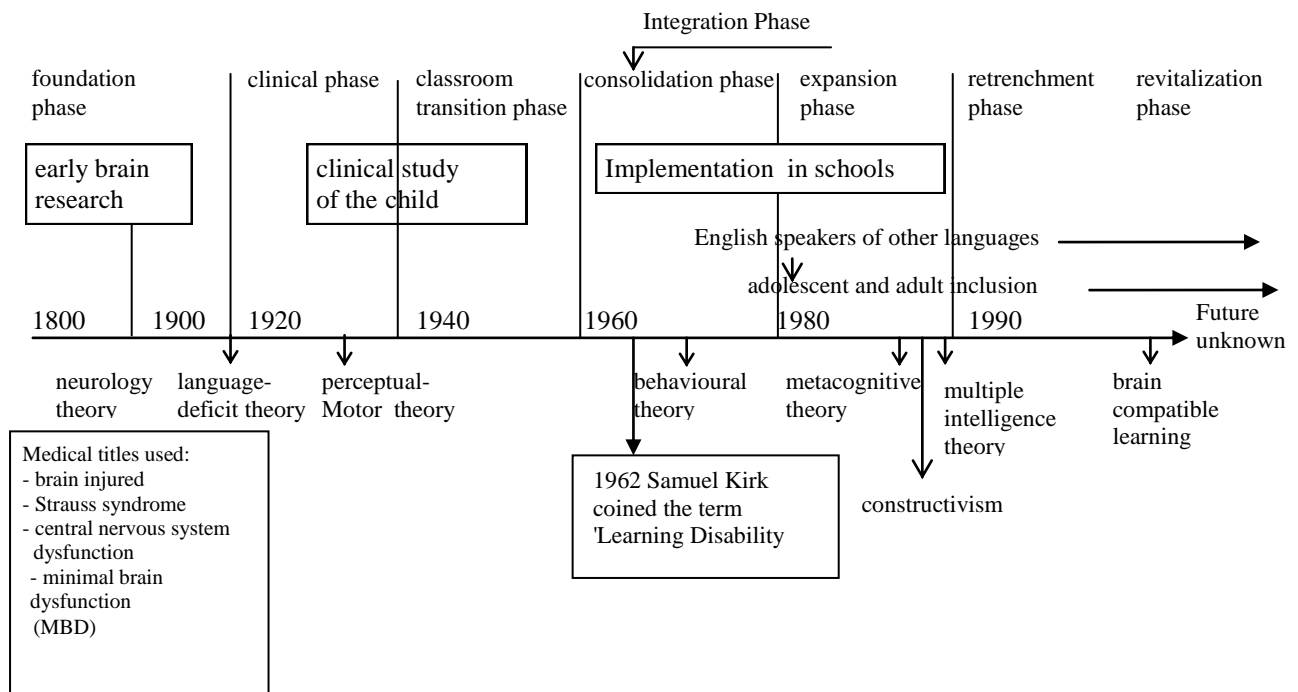 Integration Phase
foundation
phase
clinical phase
classroom
transition phase
consolidation phase
expansion
phase
retrenchment
phase
revitalization
phase
early brain
research
clinical study
of the child
Implementation in schools
English speakers of other languages
adolescent and adult inclusion
1800
1900
1920
1940
1960
1980
1990
Future
unknown
neurology
theory
language-
deficit theory
perceptual-
Motor theory
behavioural
theory
metacognitive
theory
multiple
intelligence
theory
brain
compatible
learning
Medical titles used:
- brain injured
- Strauss syndrome
- central nervous system
dysfunction
- minimal brain
dysfunction
(MBD)
1962 Samuel Kirk
coined the term
'Learning Disability
constructivism